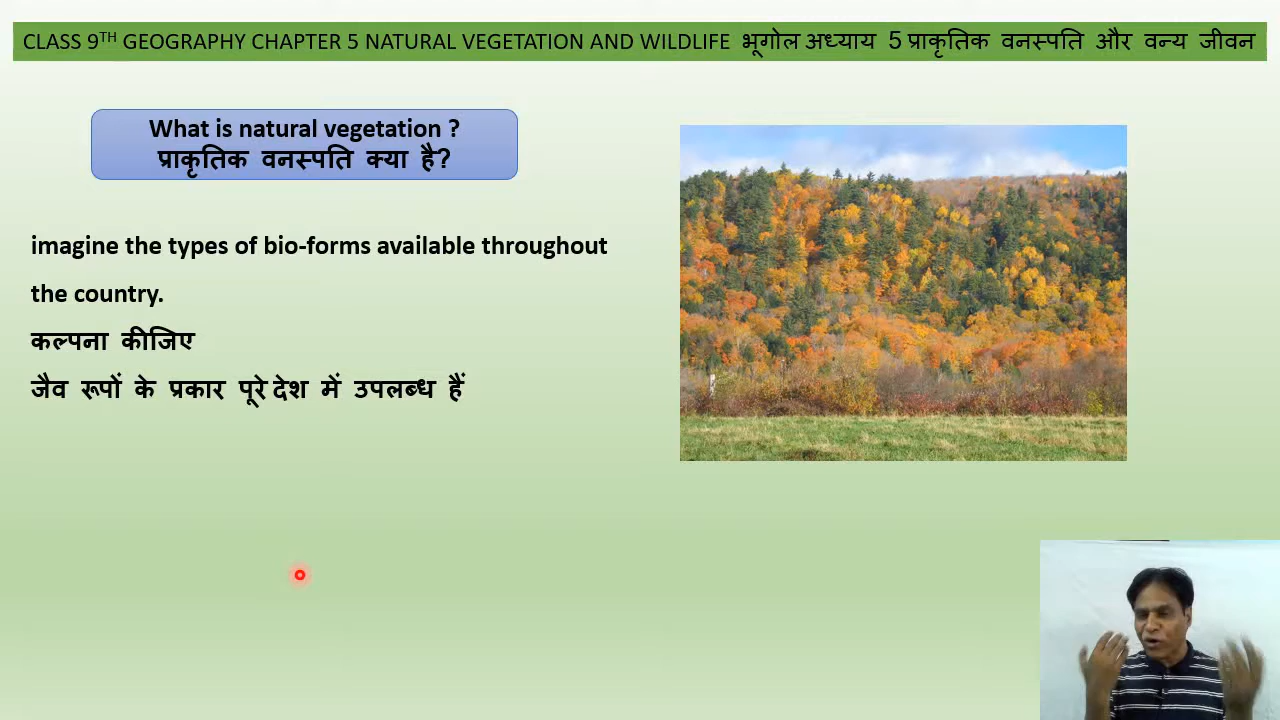 CLASS 9TH GEOGRAPHY CHAPTER 5 NATURAL VEGETATION AND WILDLIFE भूगोल अध्याय 5 प्राकृतिक वनस्पति और वन्य जीवन
What is natural vegetation ?
प्राकृतिक वनस्पति क्या है?
imagine the types of bio-forms available throughout
the country.
कल्पना कीजिए
जैव रूपों के प्रकार पूरे देश में उपलब्ध हैं